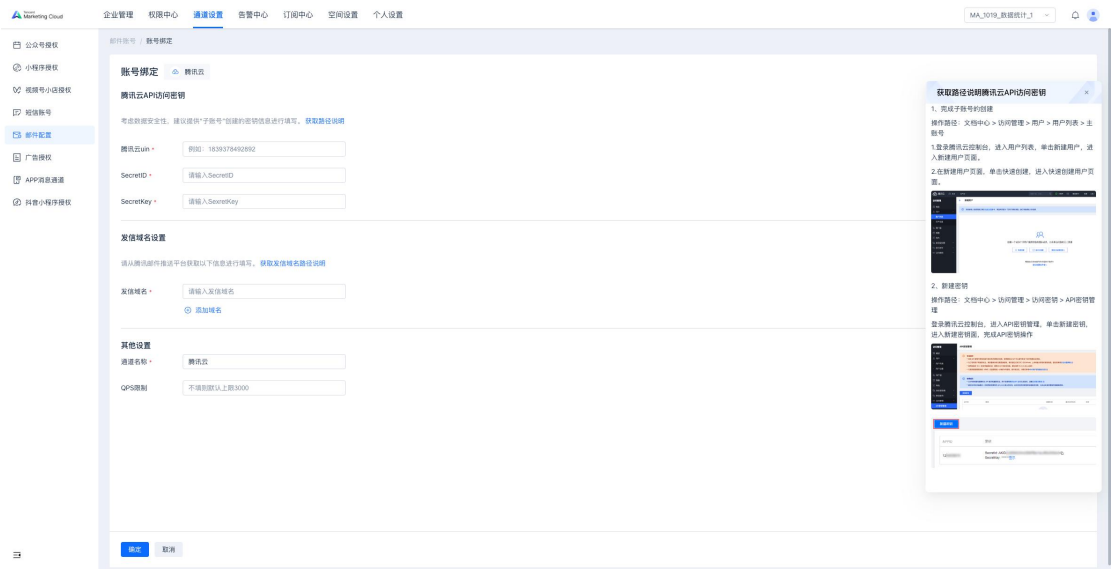 Tencent
Marketing Cloud
企业管理
权限中心
通道设置
告警中心
订阅中心
空间设置
个人设置
MA_1019_数据统计_1
公众号授权
小程序授权
视频号小店授权
短信账号
邮件配置
广告授权
APP消息通道
抖音小程序授权
邮件账号 / 账号绑定
账号绑定
腾讯云
腾讯云API访问密钥
考虑数据安全性，建议提供“子账号”创建的密钥信息进行填写，获取路径说明
腾讯云uin *
例如：1839378492892
SecretID *
请输入SecretID
SecretKey *
请输入SexretKey
发信域名设置
请从腾讯邮件推送平台获取以下信息进行填写，获取发信域名路径说明
发信域名 *
请输入发信域名
添加域名
其他设置
通道名称 *
腾讯云
QPS限制
不填则默认上限3000
确定
取消
获取路径说明腾讯云API访问密钥
×
1、完成子账号的创建
操作路径：文档中心 > 访问管理 > 用户 > 用户列表 > 主
账号
1.登录腾讯云控制台，进入用户列表，单击新建用户，进
入新建用户页面。
2.在新建用户页面，单击快速创建，进入快速创建用户页
面。
2、新建密钥
操作路径：文档中心 > 访问管理 > 访问密钥 > API密钥管
理
登录腾讯云控制台，进入API密钥管理，单击新建密钥，
进入新建密钥面，完成API密钥操作
新建密钥